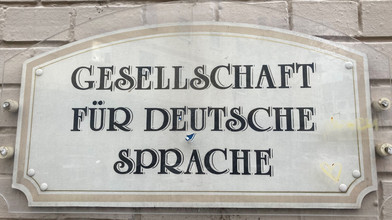 GESELLSCHAFT
FÜR DEUTSCHE
SPRACHE